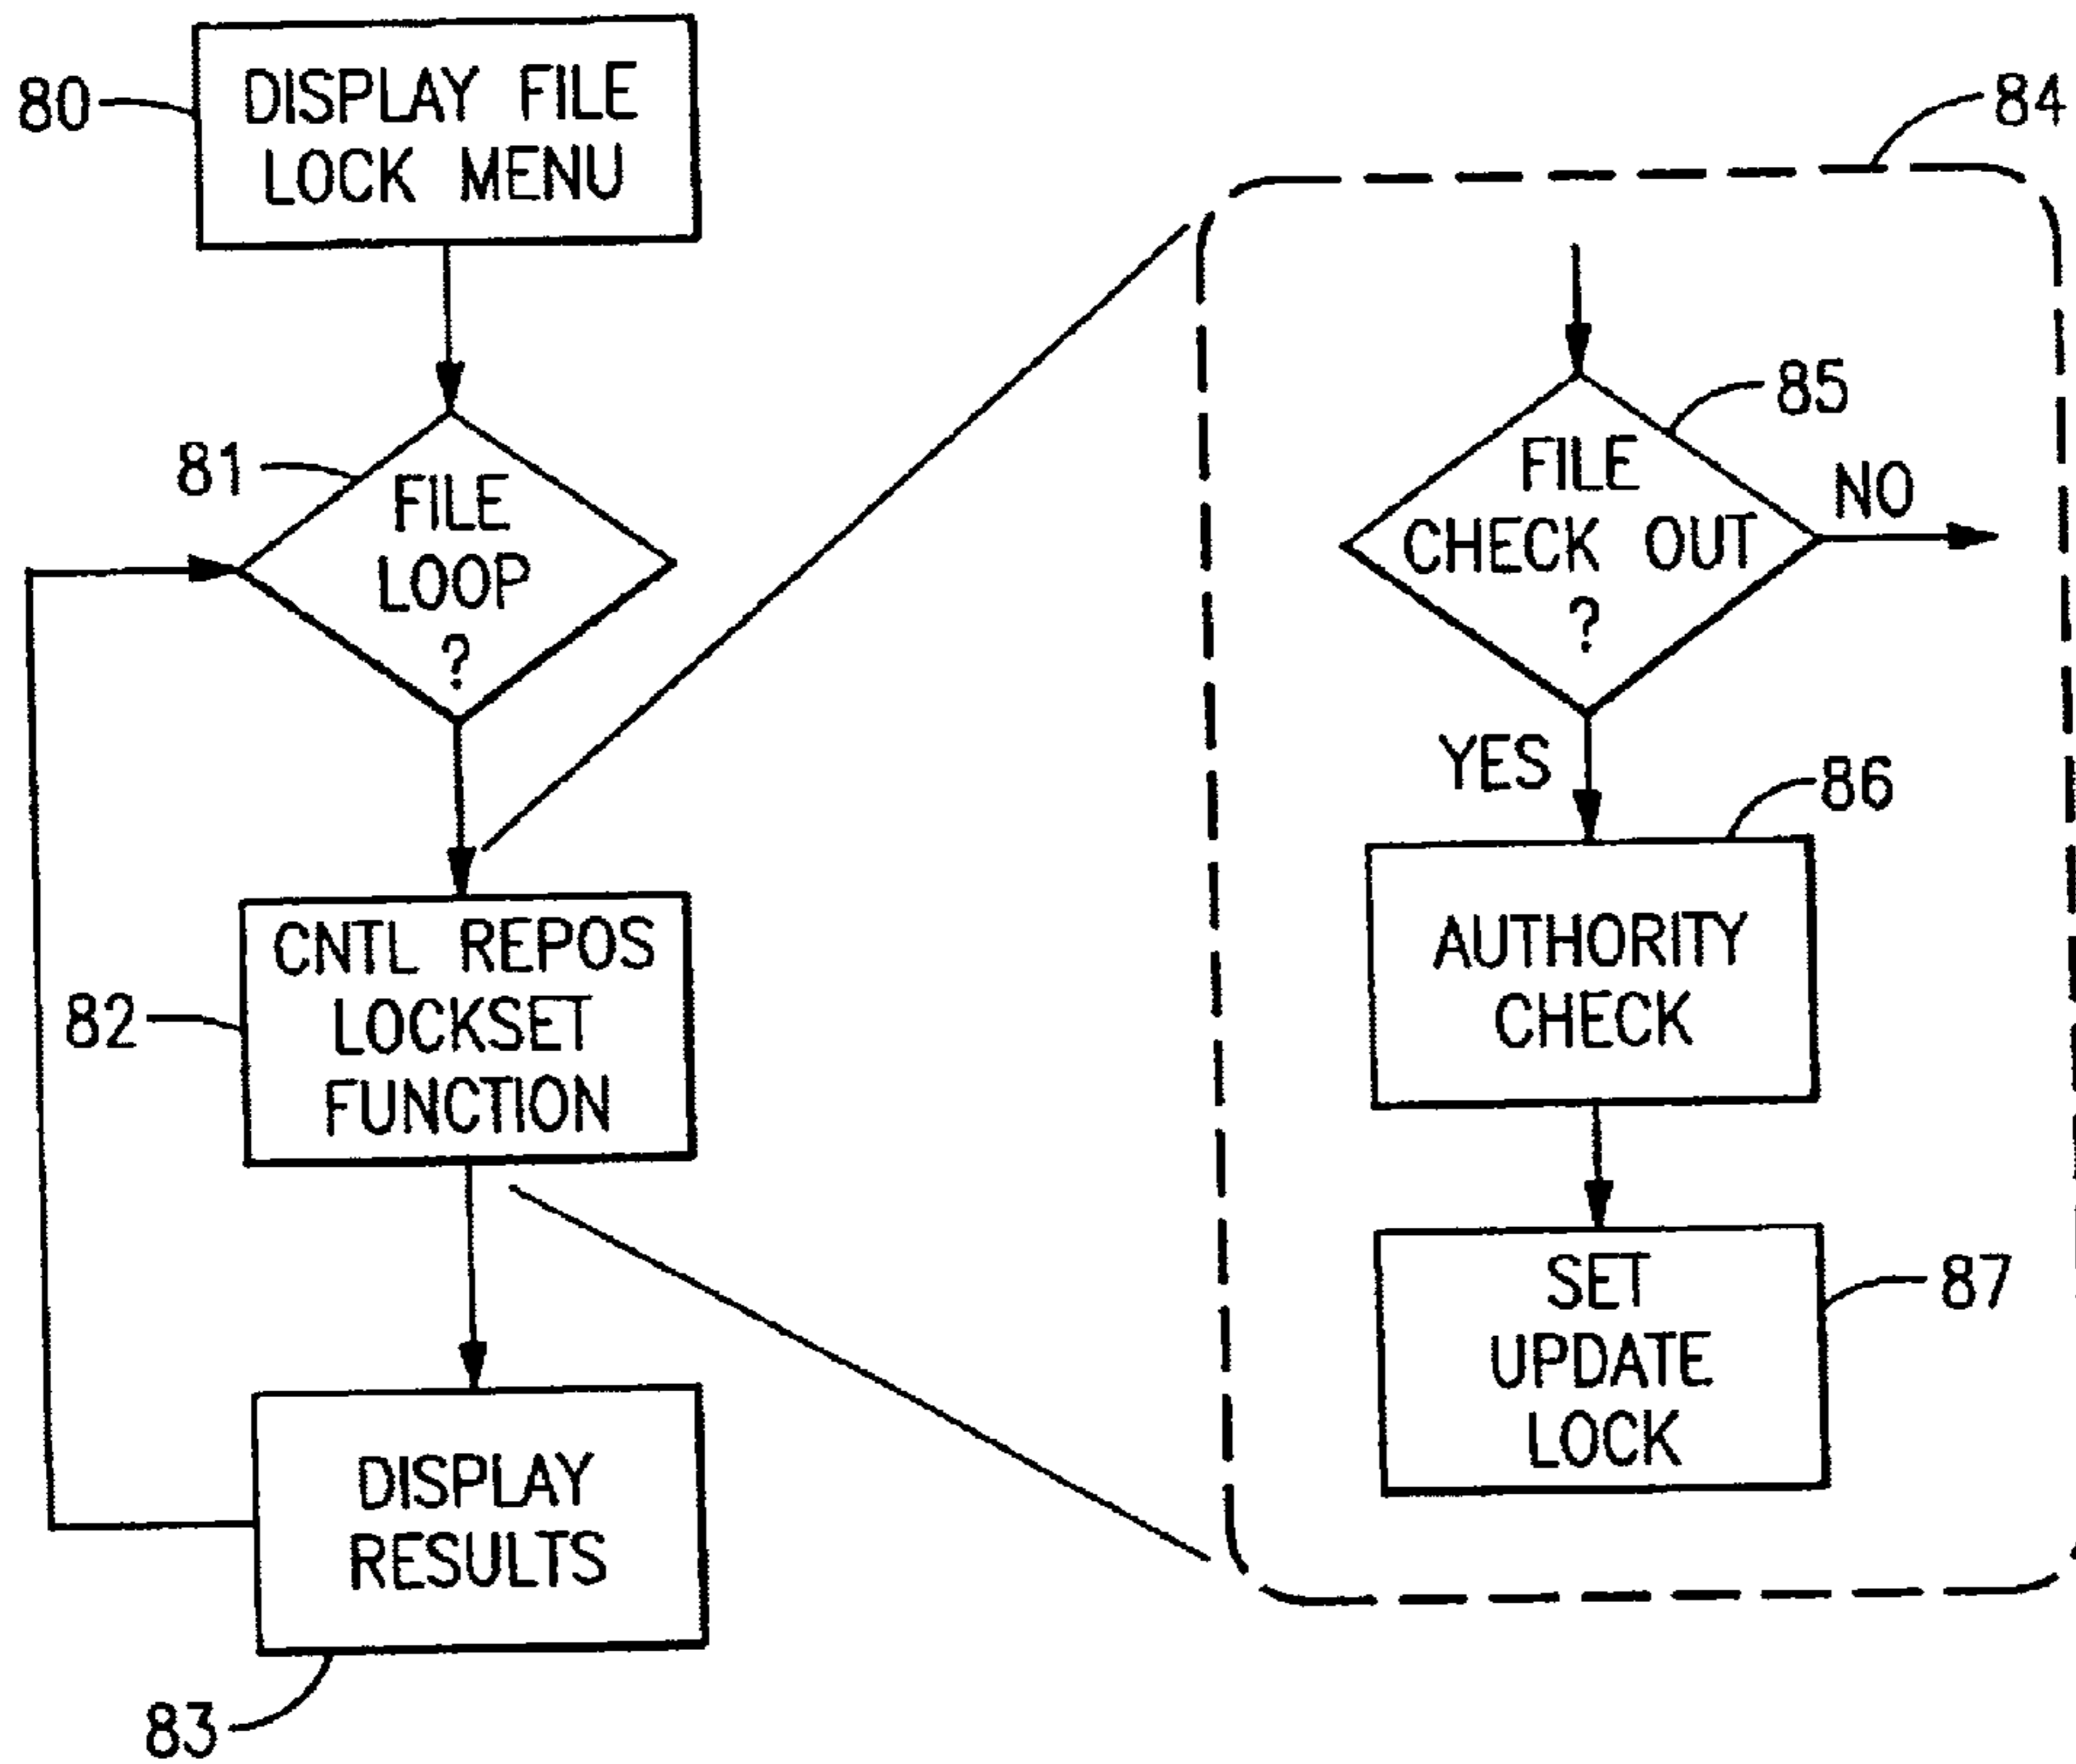 80
DISPLAY FILE
LOCK MENU
81
FILE
LOOP
?
82
CNTL REPOS
LOCKSET
FUNCTION
DISPLAY
RESULTS
83
84
85
FILE
CHECK OUT
?
NO
YES
86
AUTHORITY
CHECK
SET
UPDATE
LOCK
87